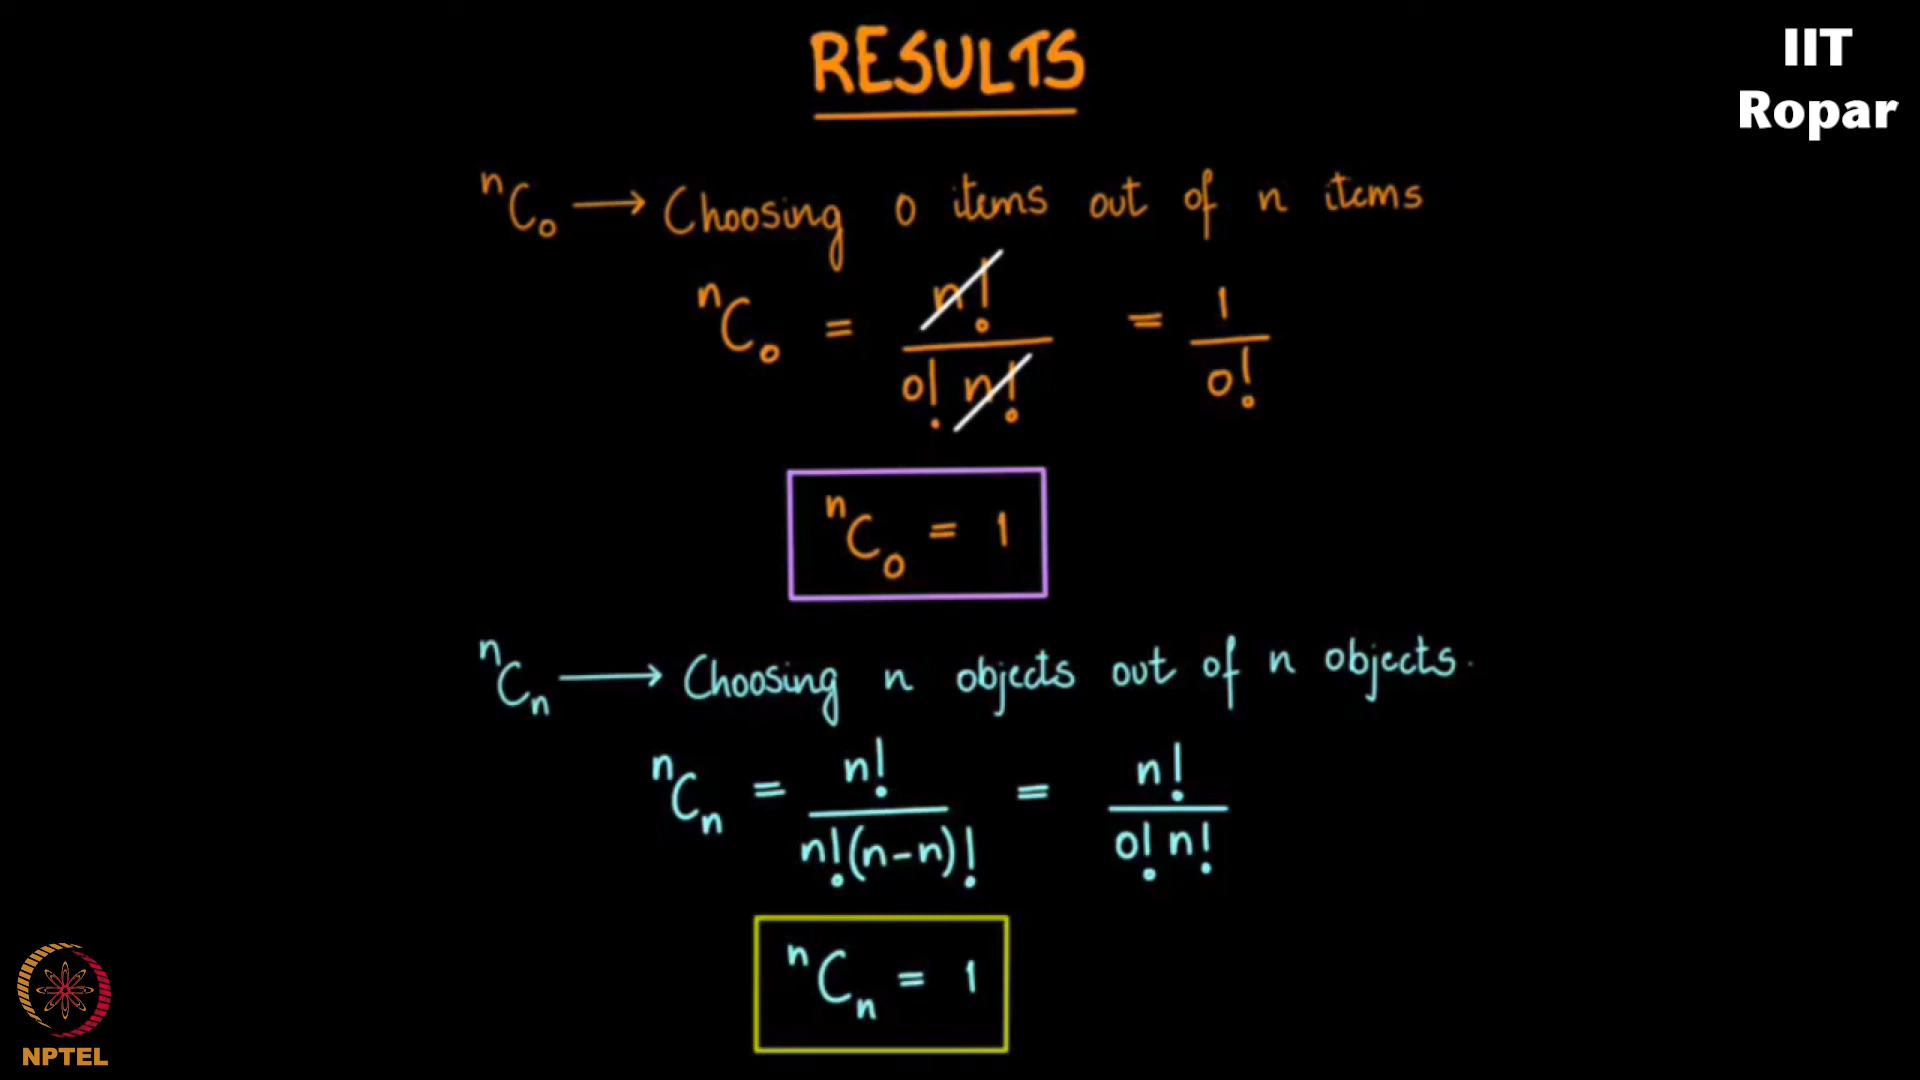 RESULTS
IIT
Ropar
ⁿC₀ ⟶ Choosing 0 items out of n items
ⁿC₀ = n! / 0! n! = 1 / 0!
ⁿC₀ = 1
ⁿCₙ ⟶ Choosing n objects out of n objects.
ⁿCₙ = n! / n!(n-n)! = n! / 0! n!
ⁿCₙ = 1
NPTEL